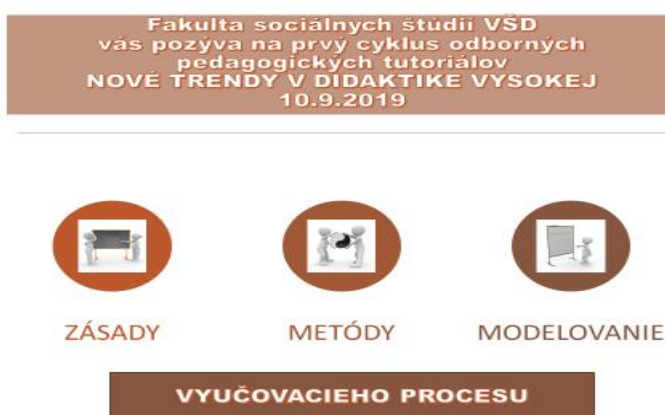 Fakulta sociálnych štúdií VŠD
vás pozýva na prvý cyklus odborných
pedagogických tutoriálov
NOVÉ TRENDY V DIDAKTIKE VYSOKEJ
10.9.2019
ZÁSADY
METÓDY
MODELOVANIE
VYUČOVACIEHO PROCESU